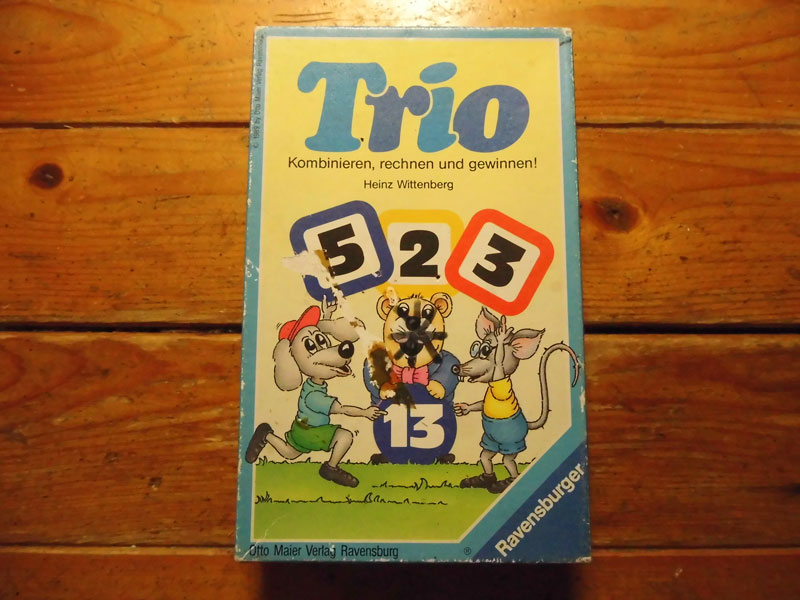 Trio
Kombinieren, rechnen und gewinnen!
Heinz Wittenberg
5 2 3
13
Ravensburger
Otto Maier Verlag Ravensburg ®